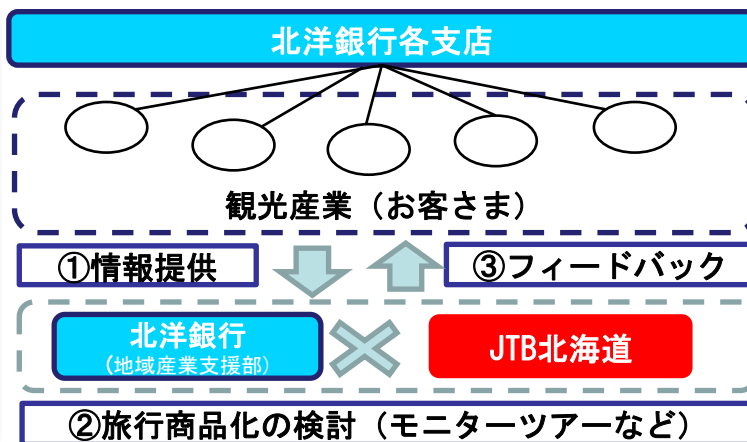 北洋銀行各支店
観光産業（お客さま）
①情報提供
③フィードバック
北洋銀行
（地域産業支援部）
JTB北海道
②旅行商品化の検討（モニターツアーなど）